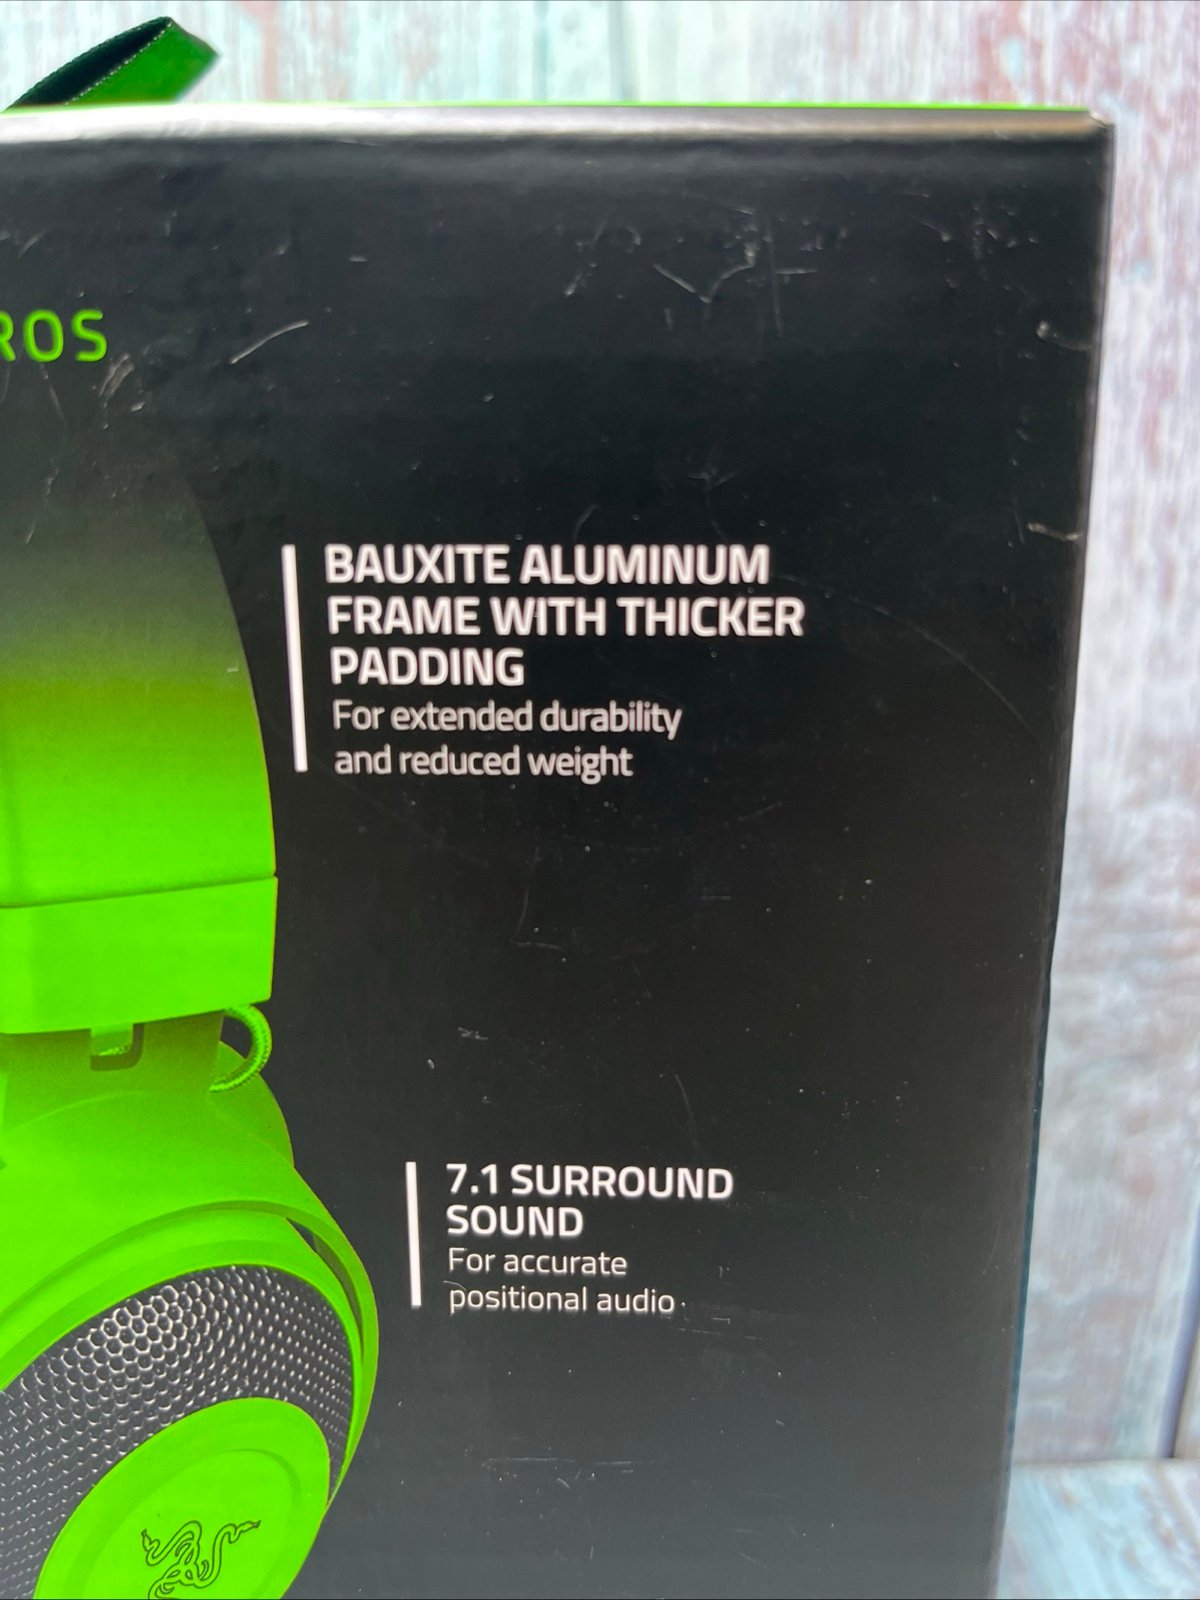 ROS
BAUXITE ALUMINUM
FRAME WITH THICKER
PADDING
For extended durability
and reduced weight
7.1 SURROUND
SOUND
For accurate
positional audio